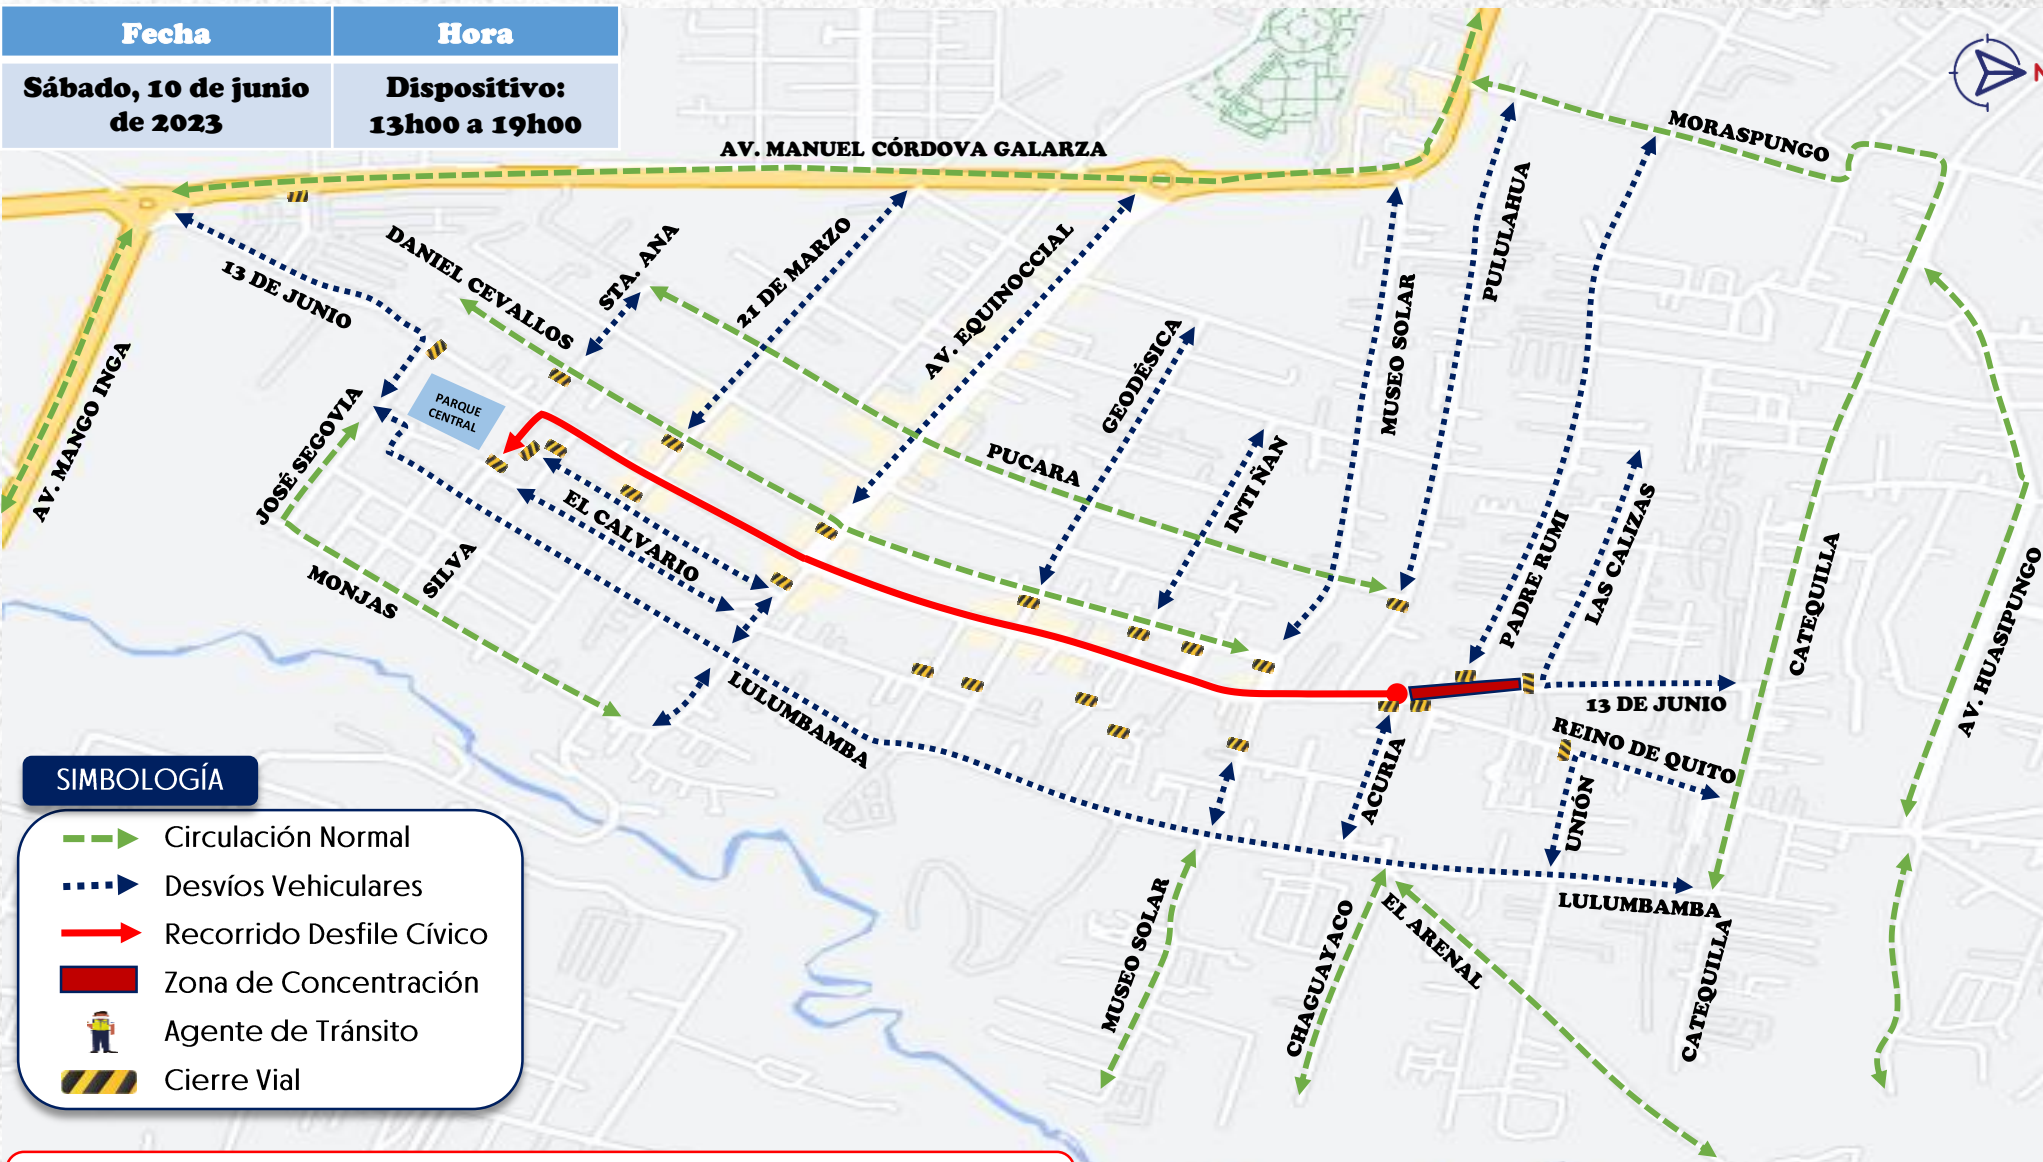 Fecha
Hora
Sábado, 10 de junio
de 2023
Dispositivo:
13h00 a 19h00
N
AV. MANUEL CÓRDOVA GALARZA
MORASPUNGO
PULULAHUA
DANIEL CEVALLOS
STA. ANA
21 DE MARZO
AV. EQUINOCCIAL
13 DE JUNIO
MUSEO SOLAR
GEODÉSICA
AV. MANGO INGA
JOSÉ SEGOVIA
PARQUE
CENTRAL
PUCARA
INTI ÑAN
EL CALVARIO
SILVA
MONJAS
PADRE RUMI
LAS CALIZAS
CATEQUILLA
AV. HUASIPUNGO
LULUMBAMBA
13 DE JUNIO
REINO DE QUITO
ACURIA
UNIÓN
LULUMBAMBA
MUSEO SOLAR
CHAGUAYACO
EL ARENAL
CATEQUILLA
SIMBOLOGÍA
Circulación Normal
Desvíos Vehiculares
Recorrido Desfile Cívico
Zona de Concentración
Agente de Tránsito
Cierre Vial